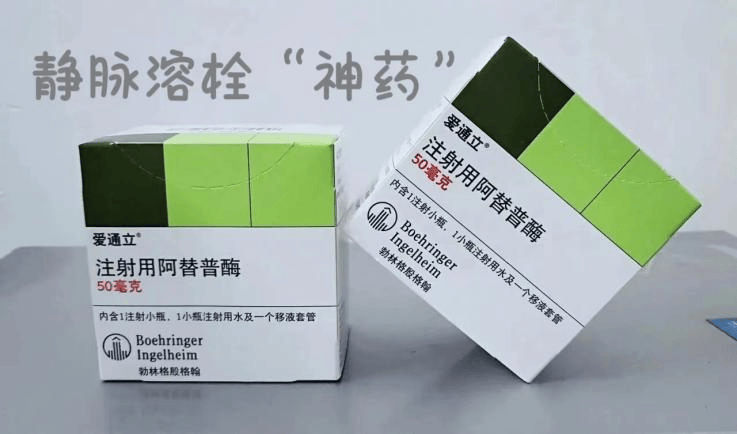 静脉溶栓“神药”
爱通立®
注射用阿替普酶
50毫克
内含1注射小瓶,1小瓶注射用水及一个移液套管
Boehringer
Ingelheim
勃林格殷格翰
爱通立®
注射用阿替普酶
50毫克
内含1注射小瓶,1小瓶注射用水及一个移液套管
Boehringer
Ingelheim
勃林格殷格翰